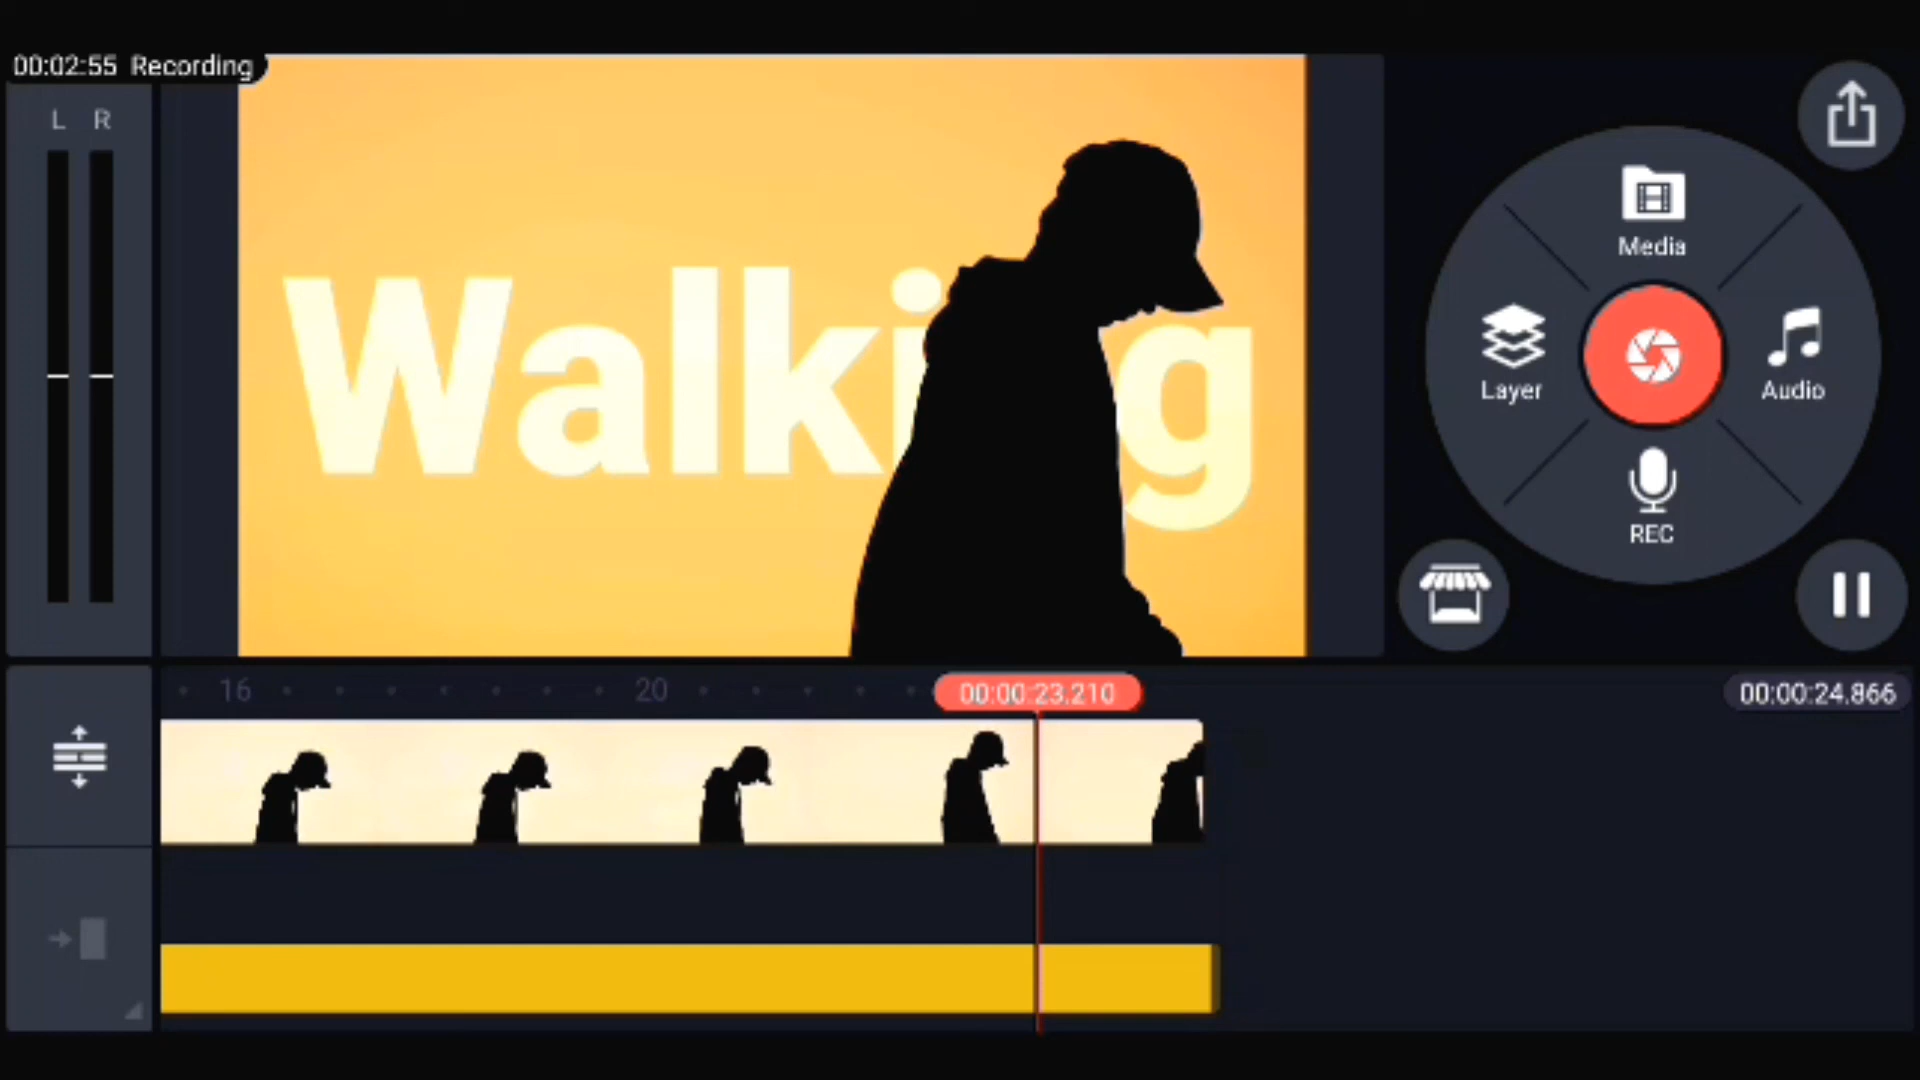 00:02:55 Recording
L R
Walking
Media
Layer
Audio
REC
16
20
00:00:23.210
00:00:24.866